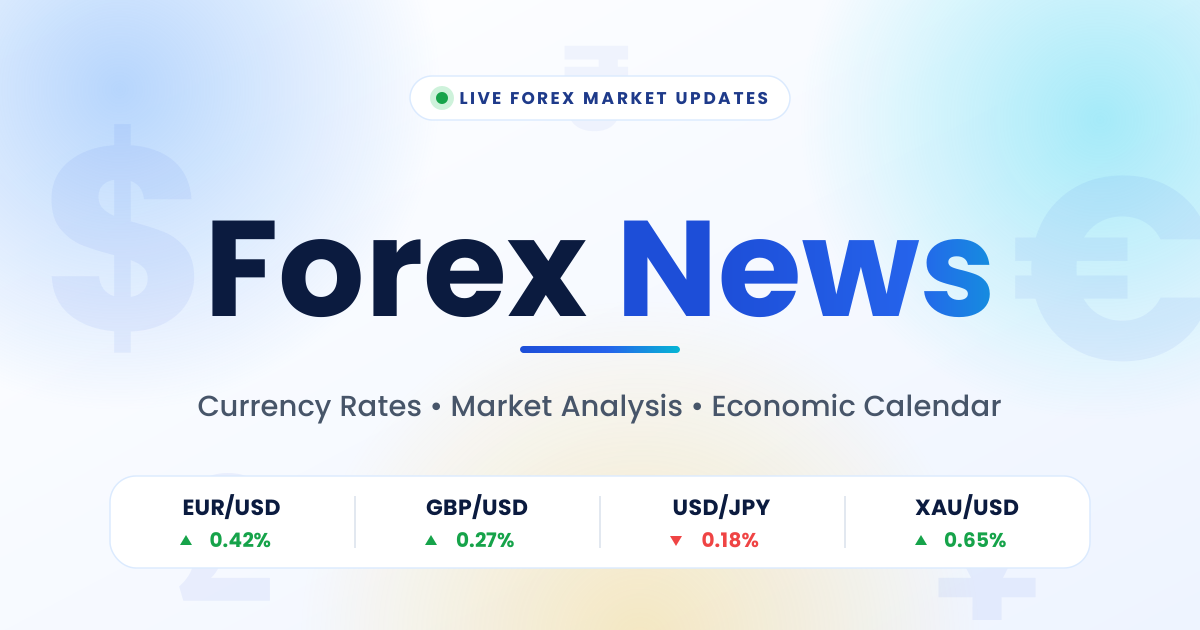 LIVE FOREX MARKET UPDATES
$
€
Forex News
Currency Rates • Market Analysis • Economic Calendar
EUR/USD GBP/USD USD/JPY XAU/USD
▲ 0.42% ▲ 0.27% ▼ 0.18% ▲ 0.65%